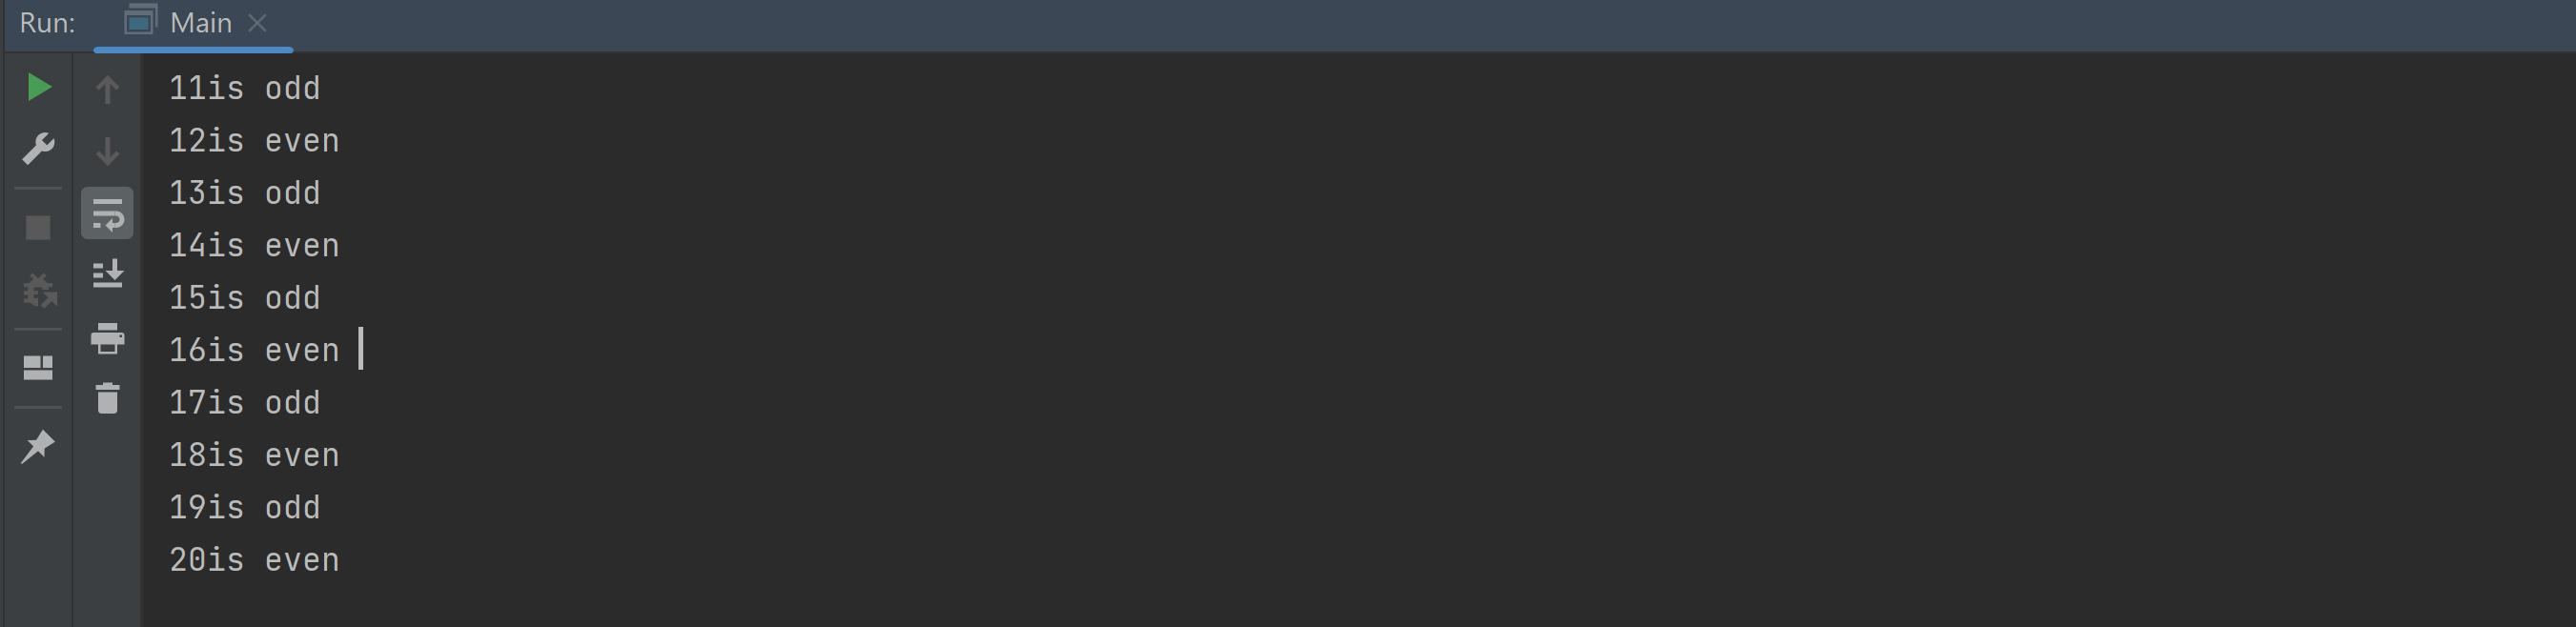 Run: Main
11is odd
12is even
13is odd
14is even
15is odd
16is even
17is odd
18is even
19is odd
20is even